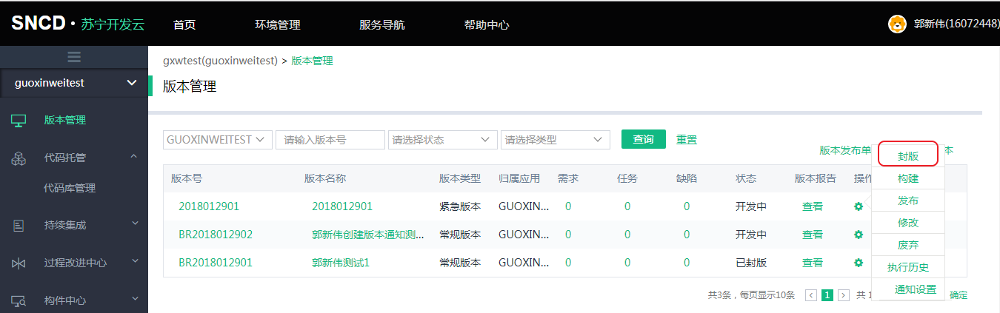 SNCD · 苏宁开发云 首页 环境管理 服务导航 帮助中心 郭新伟(16072448)
guoxinweitest
版本管理
代码托管
代码库管理
持续集成
过程改进中心
构件中心
gxwtest(guoxinweitest) > 版本管理
版本管理
GUOXINWEITEST 请输入版本号 请选择状态 请选择类型 查询 重置
版本发布单 本
版本号 版本名称 版本类型 归属应用 需求 任务 缺陷 状态 版本报告 操作
2018012901 2018012901 紧急版本 GUOXIN... 0 0 0 开发中 查看
BR2018012902 郭新伟创建版本通知测... 常规版本 GUOXIN... 0 0 0 开发中 查看
BR2018012901 郭新伟测试1 常规版本 GUOXIN... 0 0 0 已封版 查看
封版
构建
发布
修改
废弃
执行历史
通知设置
共3条，每页显示10条 < 1 > 共 1 确定